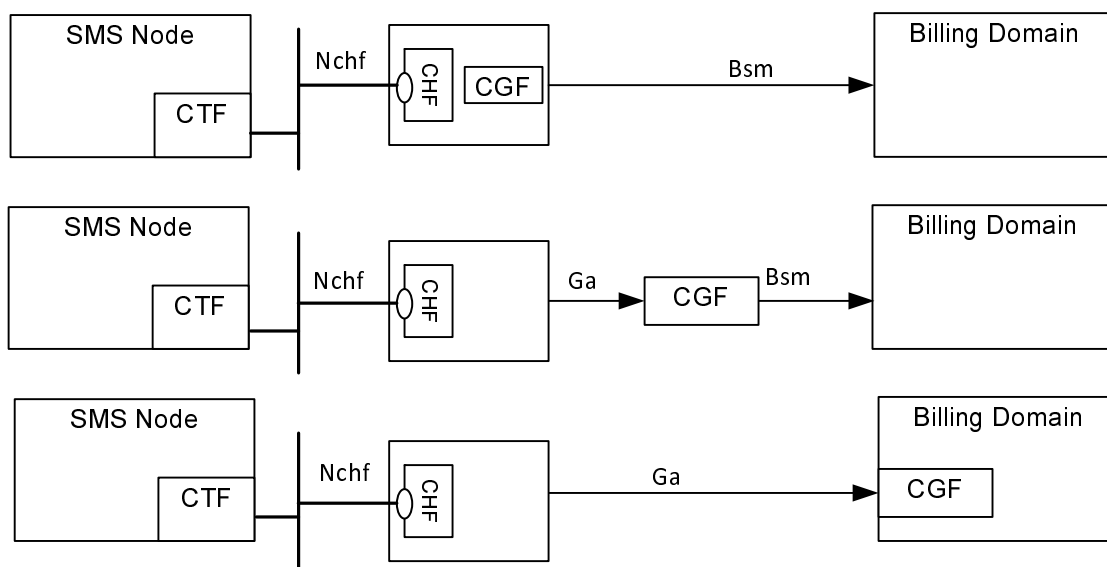 SMS Node
CTF
Nchf
CHF
CGF
Bsm
Billing Domain
SMS Node
CTF
Nchf
CHF
Ga
CGF
Bsm
Billing Domain
SMS Node
CTF
Nchf
CHF
Ga
Billing Domain
CGF